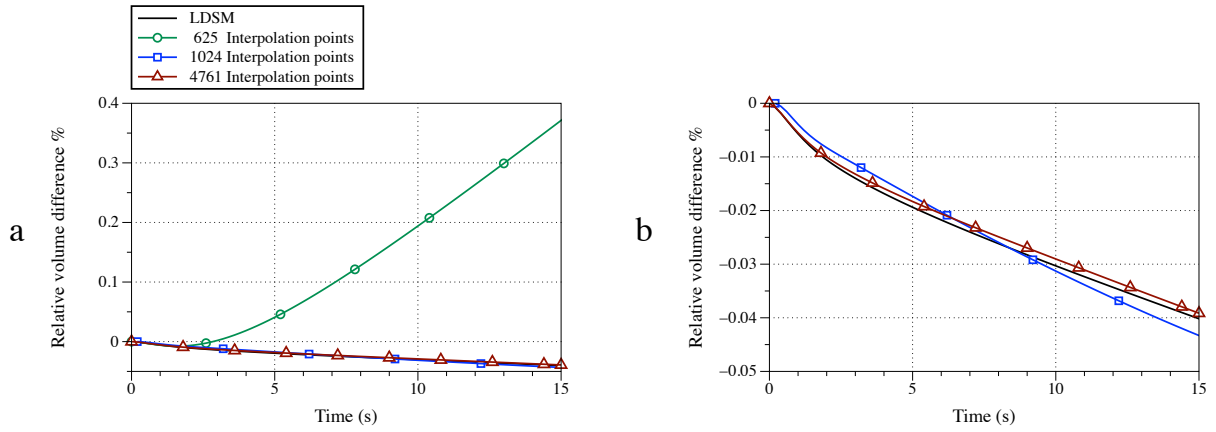 LDSM
625 Interpolation points
1024 Interpolation points
4761 Interpolation points
a
Relative volume difference %
0.4
0.3
0.2
0.1
0
0
5
10
15
Time (s)
b
Relative volume difference %
0
−0.01
−0.02
−0.03
−0.04
−0.05
0
5
10
15
Time (s)